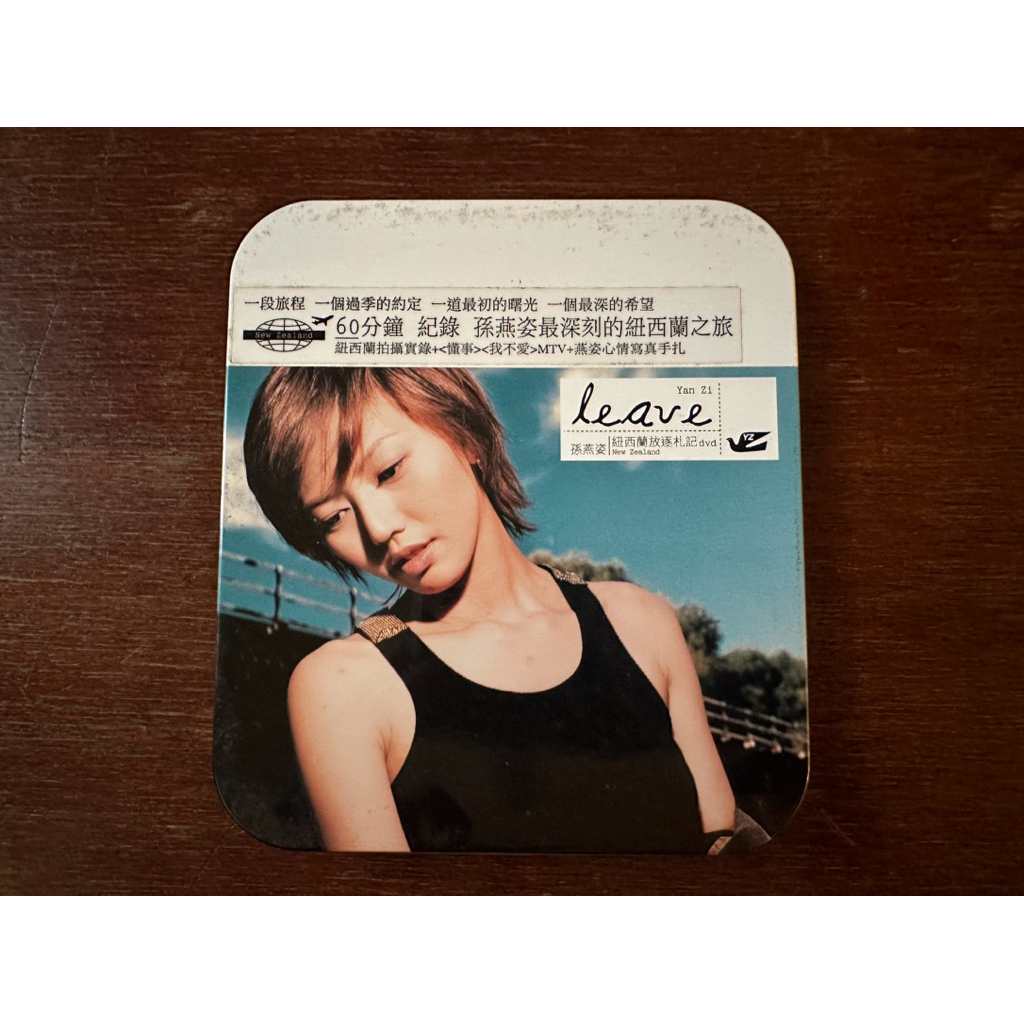 一段旅程 一個過季的約定 一道最初的曙光 一個最深的希望
New Zealand
60分鐘 紀錄 孫燕姿最深刻的紐西蘭之旅
紐西蘭拍攝實錄+<懂事><我不愛>MTV+燕姿心情寫真手扎
Yan Zi
leave
YZ
孫燕姿|紐西蘭放逐札記dvd
New Zealand